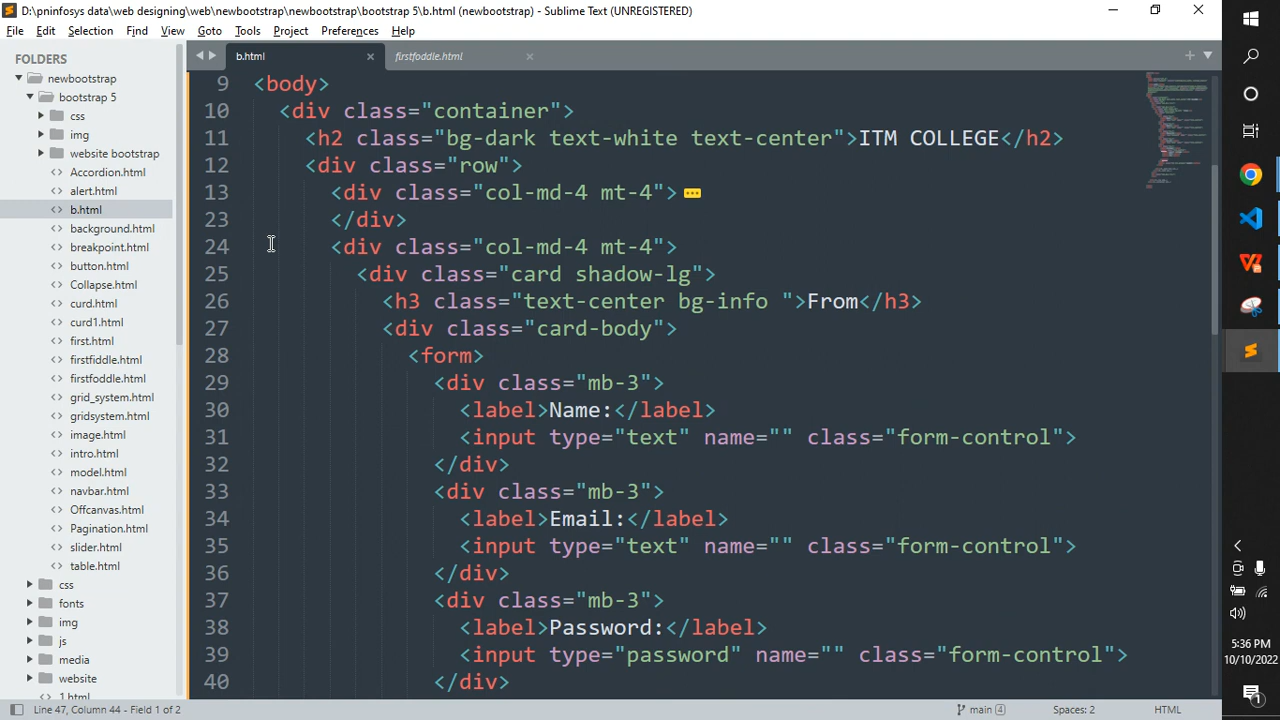 D:\pninfosys data\web designing\web\newbootstrap\newbootstrap\bootstrap 5\b.html (newbootstrap) - Sublime Text (UNREGISTERED)
File Edit Selection Find View Goto Tools Project Preferences Help
FOLDERS
newbootstrap
bootstrap 5
css
img
website bootstrap
Accordion.html
alert.html
b.html
background.html
breakpoint.html
button.html
Collapse.html
curd.html
curd1.html
first.html
firstfiddle.html
firstfoddle.html
grid_system.html
gridsystem.html
image.html
intro.html
model.html
navbar.html
Offcanvas.html
Pagination.html
slider.html
table.html
css
fonts
img
js
media
website
1.html
b.html firstfoddle.html
9 <body>
10 <div class="container">
11 <h2 class="bg-dark text-white text-center">ITM COLLEGE</h2>
12 <div class="row">
13 <div class="col-md-4 mt-4">
23 </div>
24 <div class="col-md-4 mt-4">
25 <div class="card shadow-lg">
26 <h3 class="text-center bg-info ">From</h3>
27 <div class="card-body">
28 <form>
29 <div class="mb-3">
30 <label>Name:</label>
31 <input type="text" name="" class="form-control">
32 </div>
33 <div class="mb-3">
34 <label>Email:</label>
35 <input type="text" name="" class="form-control">
36 </div>
37 <div class="mb-3">
38 <label>Password:</label>
39 <input type="password" name="" class="form-control">
40 </div>
Line 47, Column 44 - Field 1 of 2
main 4
Spaces: 2
HTML
5:36 PM
10/10/2022
1